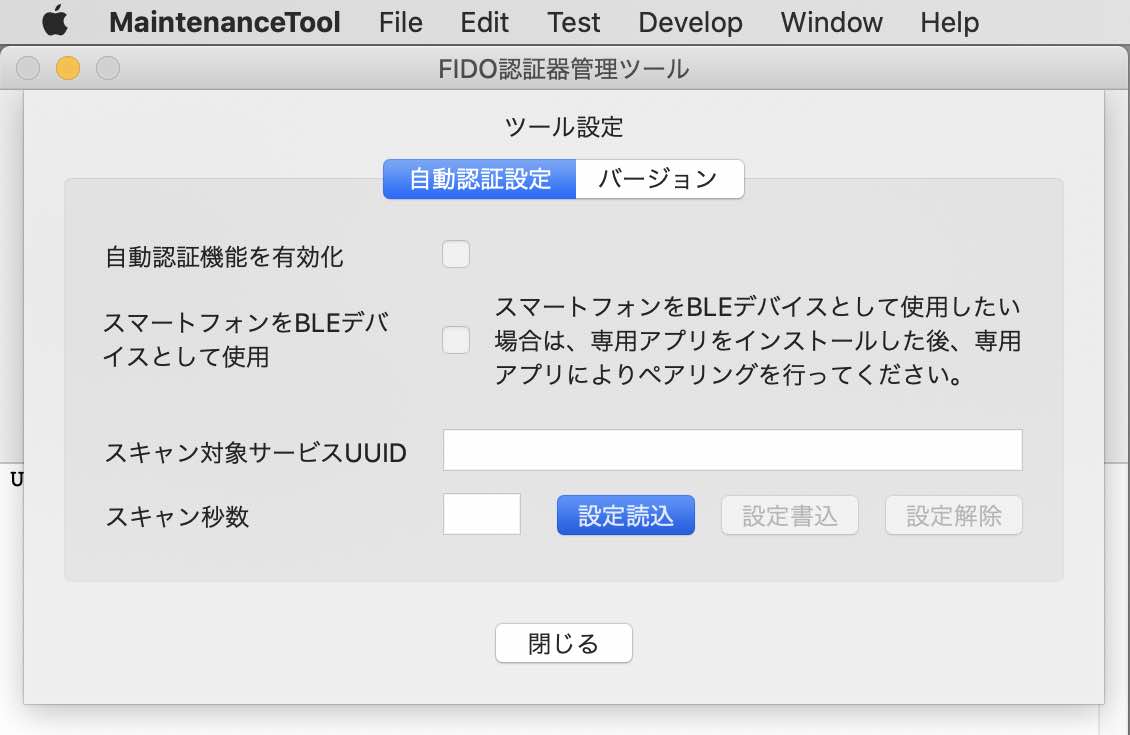 MaintenanceTool File Edit Test Develop Window Help
FIDO認証器管理ツール
ツール設定
自動認証設定 バージョン
自動認証機能を有効化
スマートフォンをBLEデバ
イスとして使用
スマートフォンをBLEデバイスとして使用したい
場合は、専用アプリをインストールした後、専用
アプリによりペアリングを行ってください。
スキャン対象サービスUUID
U
スキャン秒数 設定読込 設定書込 設定解除
閉じる